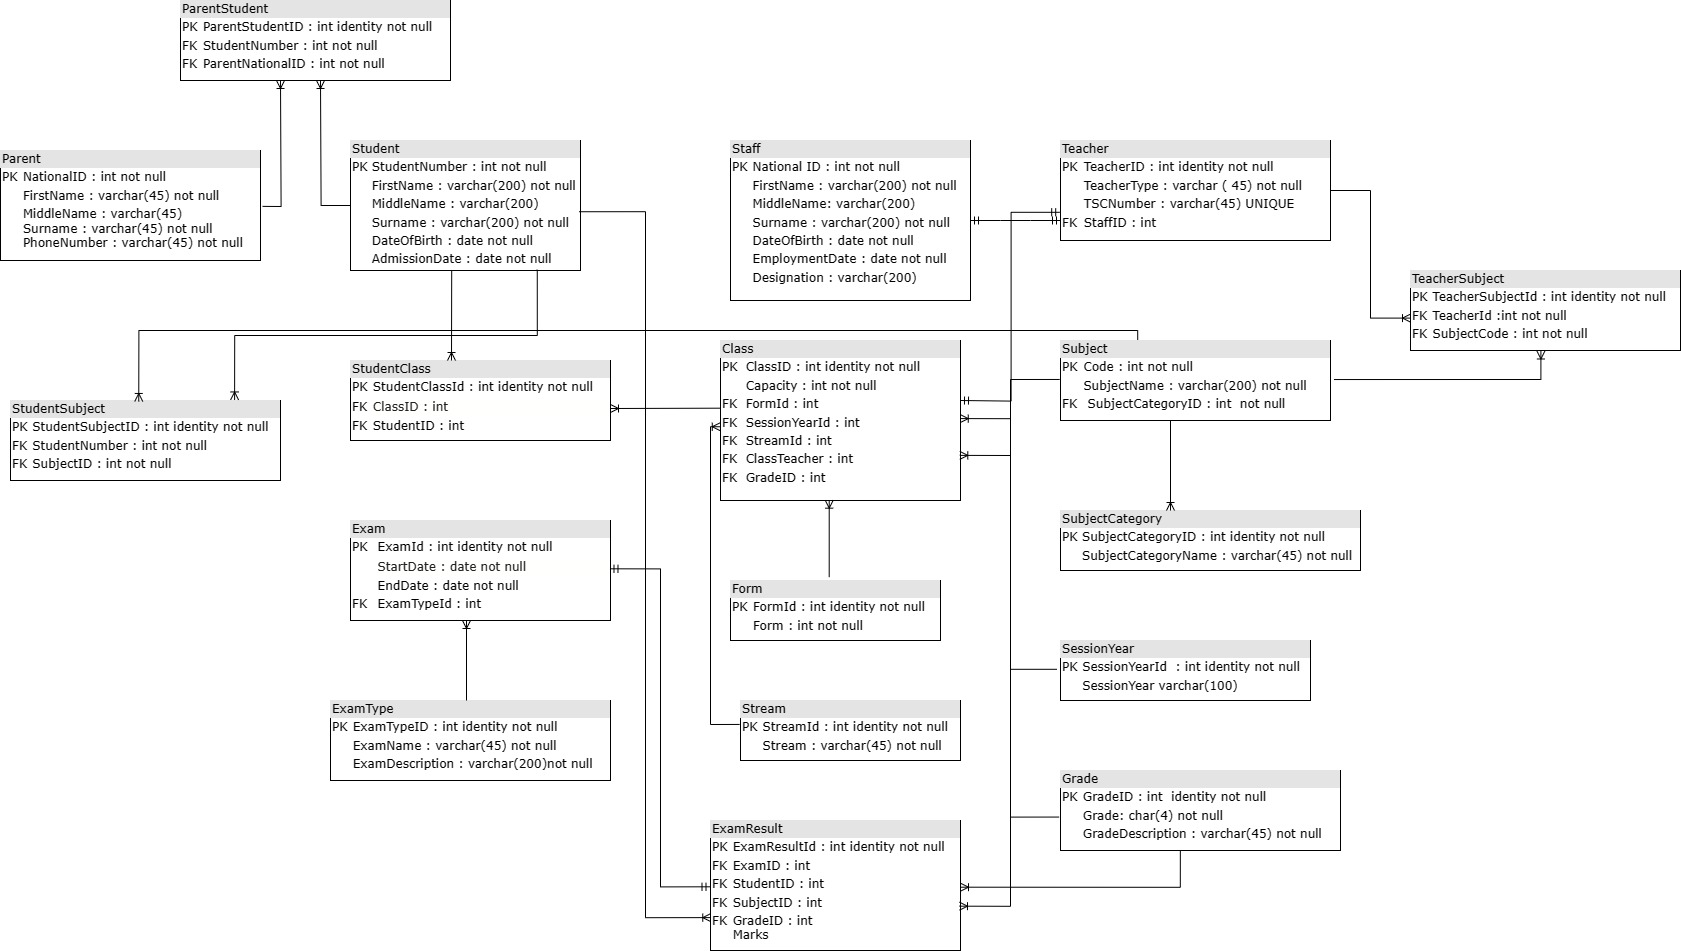 ParentStudent
PK ParentStudentID : int identity not null
FK StudentNumber : int not null
FK ParentNationalID : int not null
Parent
PK NationalID : int not null
FirstName : varchar(45) not null
MiddleName : varchar(45)
Surname : varchar(45) not null
PhoneNumber : varchar(45) not null
Student
PK StudentNumber : int not null
FirstName : varchar(200) not null
MiddleName : varchar(200)
Surname : varchar(200) not null
DateOfBirth : date not null
AdmissionDate : date not null
Staff
PK National ID : int not null
FirstName : varchar(200) not null
MiddleName: varchar(200)
Surname : varchar(200) not null
DateOfBirth : date not null
EmploymentDate : date not null
Designation : varchar(200)
Teacher
PK TeacherID : int identity not null
TeacherType : varchar ( 45) not null
TSCNumber : varchar(45) UNIQUE
FK StaffID : int
TeacherSubject
PK TeacherSubjectId : int identity not null
FK TeacherId :int not null
FK SubjectCode : int not null
StudentSubject
PK StudentSubjectID : int identity not null
FK StudentNumber : int not null
FK SubjectID : int not null
StudentClass
PK StudentClassId : int identity not null
FK ClassID : int
FK StudentID : int
Class
PK ClassID : int identity not null
Capacity : int not null
FK FormId : int
FK SessionYearId : int
FK StreamId : int
FK ClassTeacher : int
FK GradeID : int
Subject
PK Code : int not null
SubjectName : varchar(200) not null
FK SubjectCategoryID : int not null
SubjectCategory
PK SubjectCategoryID : int identity not null
SubjectCategoryName : varchar(45) not null
Exam
PK ExamId : int identity not null
StartDate : date not null
EndDate : date not null
FK ExamTypeId : int
Form
PK FormId : int identity not null
Form : int not null
SessionYear
PK SessionYearId : int identity not null
SessionYear varchar(100)
ExamType
PK ExamTypeID : int identity not null
ExamName : varchar(45) not null
ExamDescription : varchar(200)not null
Stream
PK StreamId : int identity not null
Stream : varchar(45) not null
Grade
PK GradeID : int identity not null
Grade: char(4) not null
GradeDescription : varchar(45) not null
ExamResult
PK ExamResultId : int identity not null
FK ExamID : int
FK StudentID : int
FK SubjectID : int
FK GradeID : int
Marks